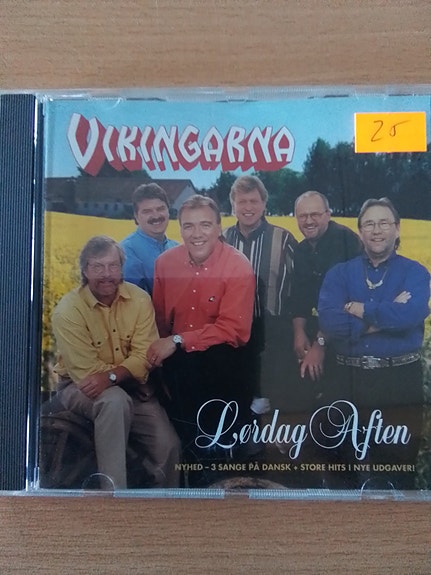 VIKINGARNA
25
Lørdag Aften
NYHED - 3 SANGE PÅ DANSK + STORE HITS I NYE UDGAVER!